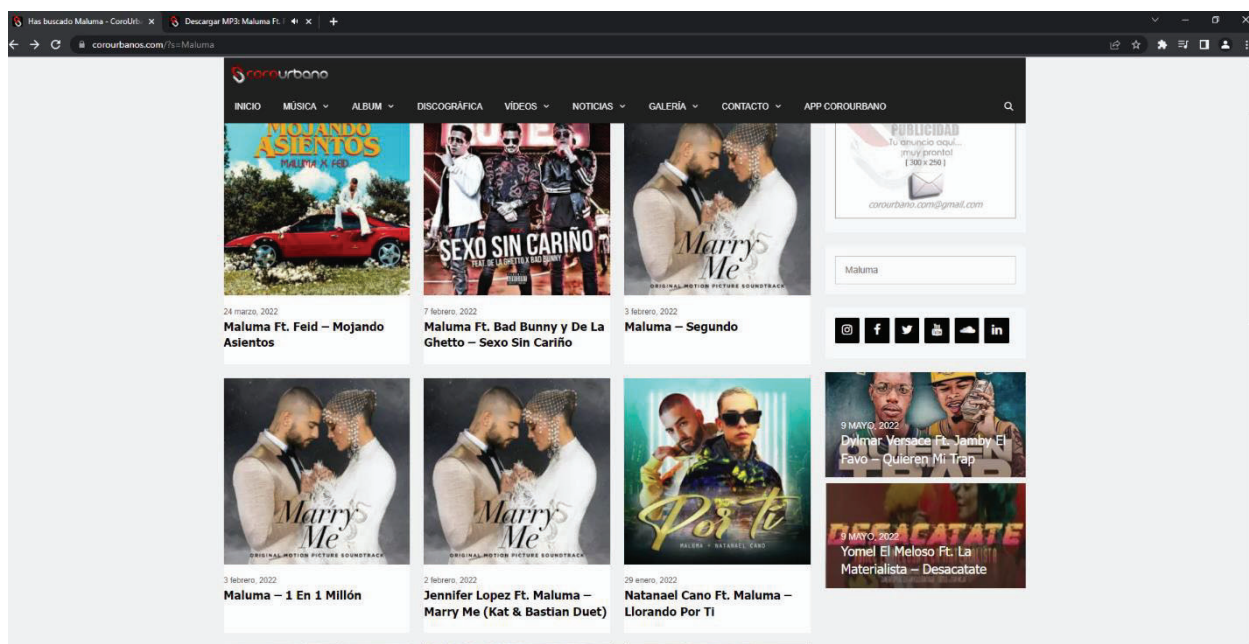 Has buscado Maluma - CoroUrb
Descargar MP3: Maluma Ft.
corourbanos.com/?s=Maluma
corourbano
INICIO MÚSICA ALBUM DISCOGRÁFICA VÍDEOS NOTICIAS GALERÍA CONTACTO APP COROURBANO
MOJANDO
ASIENTOS
MALUMA X FEID
SEXO SIN CARIÑO
FEAT. DE LA GHETTO X BAD BUNNY
Marry
Me
ORIGINAL MOTION PICTURE SOUNDTRACK
PUBLICIDAD
Tu anuncio aqui...
¡muy pronto!
[ 300 x 250 ]
corourbano.com@gmail.com
Maluma
24 marzo, 2022
Maluma Ft. Feid – Mojando
Asientos
7 febrero, 2022
Maluma Ft. Bad Bunny y De La
Ghetto – Sexo Sin Cariño
3 febrero, 2022
Maluma – Segundo
Marry
Me
ORIGINAL MOTION PICTURE SOUNDTRACK
Marry
Me
ORIGINAL MOTION PICTURE SOUNDTRACK
Por Ti
MALUMA + NATANAEL CANO
9 MAYO, 2022
Dylmar Versace Ft. Jamby El
Favo – Quieren Mi Trap
DESACATATE
9 MAYO, 2022
Yomel El Meloso Ft. La
Materialista – Desacatate
3 febrero, 2022
Maluma – 1 En 1 Millón
2 febrero, 2022
Jennifer Lopez Ft. Maluma –
Marry Me (Kat & Bastian Duet)
29 enero, 2022
Natanael Cano Ft. Maluma –
Llorando Por Ti